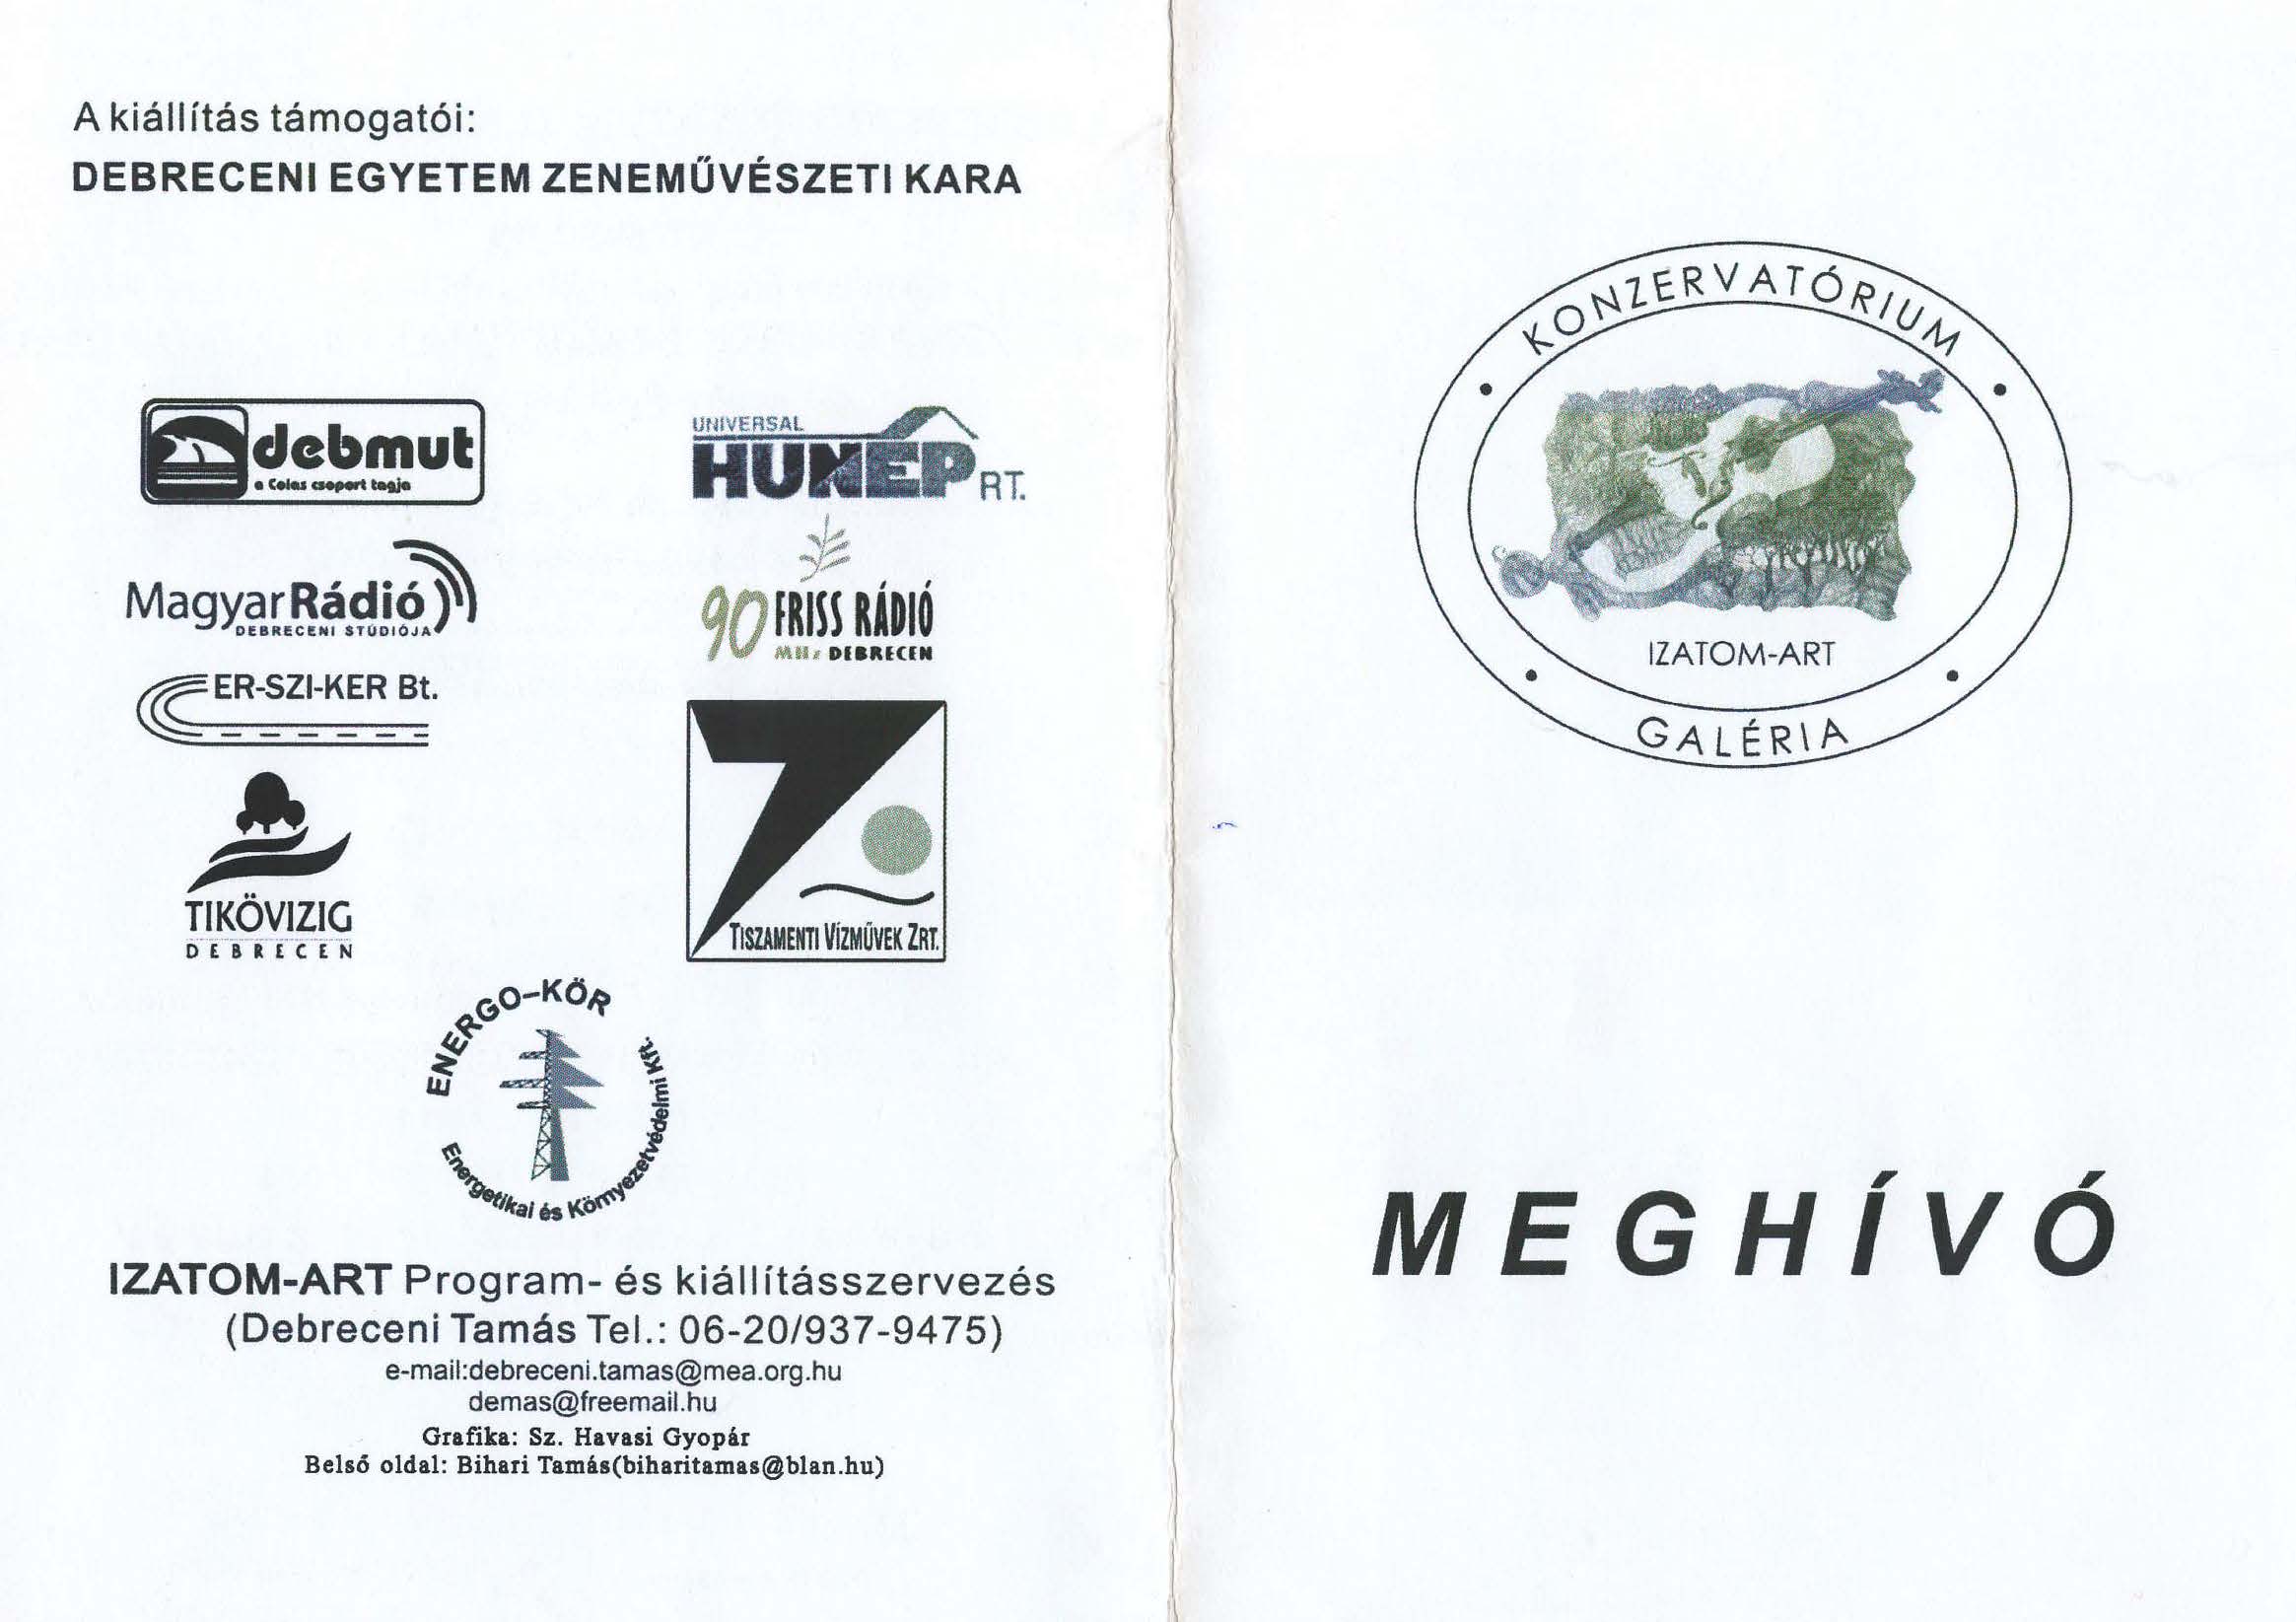 A kiállítás támogatói:
DEBRECENI EGYETEM ZENEMŰVÉSZETI KARA
debmut
a Colas csoport tagja
UNIVERSAL
HUNEP RT.
Magyar Rádió
DEBRECENI STÚDIÓJA
90 FRISS RÁDIÓ
MHz DEBRECEN
ER-SZI-KER Bt.
TIKÖVIZIG
DEBRECEN
TISZAMENTI VÍZMŰVEK ZRT.
ENERGO-KÖR
Energetikai és Környezetvédelmi Kft.
IZATOM-ART Program- és kiállításszervezés
(Debreceni Tamás Tel.: 06-20/937-9475)
e-mail:debreceni.tamas@mea.org.hu
demas@freemail.hu
Grafika: Sz. Havasi Gyopár
Belső oldal: Bihari Tamás(biharitamas@blan.hu)
KONZERVATÓRIUM
IZATOM-ART
GALÉRIA
MEGHÍVÓ